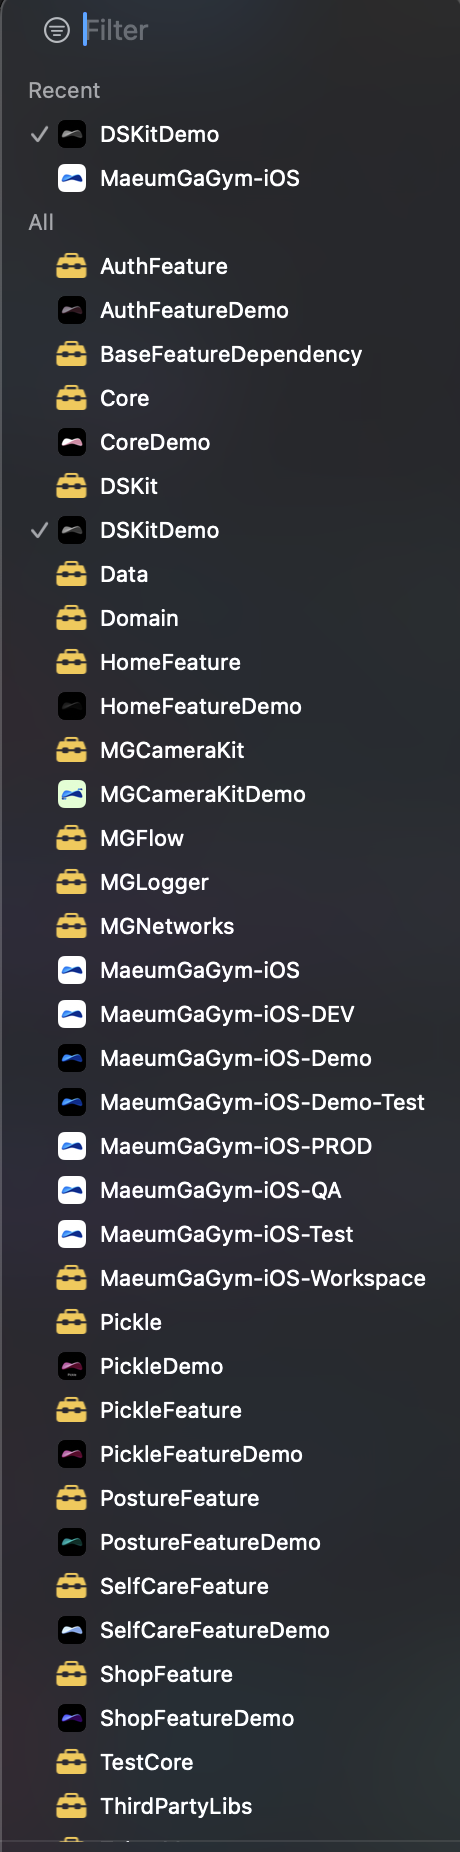 Filter
Recent
DSKitDemo
MaeumGaGym-iOS
All
AuthFeature
AuthFeatureDemo
BaseFeatureDependency
Core
CoreDemo
DSKit
DSKitDemo
Data
Domain
HomeFeature
HomeFeatureDemo
MGCameraKit
MGCameraKitDemo
MGFlow
MGLogger
MGNetworks
MaeumGaGym-iOS
MaeumGaGym-iOS-DEV
MaeumGaGym-iOS-Demo
MaeumGaGym-iOS-Demo-Test
MaeumGaGym-iOS-PROD
MaeumGaGym-iOS-QA
MaeumGaGym-iOS-Test
MaeumGaGym-iOS-Workspace
Pickle
PickleDemo
PickleFeature
PickleFeatureDemo
PostureFeature
PostureFeatureDemo
SelfCareFeature
SelfCareFeatureDemo
ShopFeature
ShopFeatureDemo
TestCore
ThirdPartyLibs